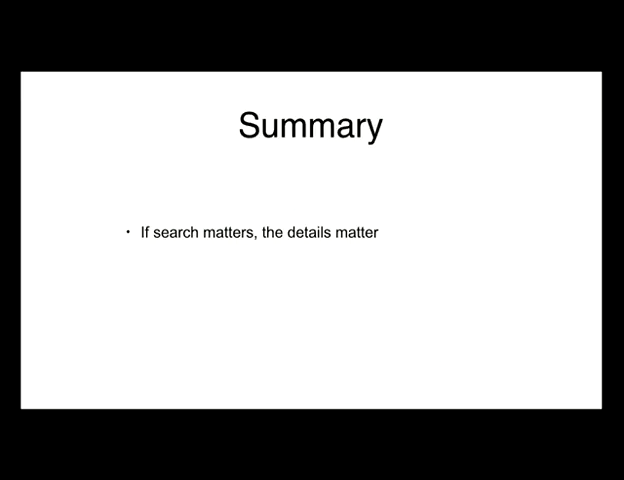 Summary
• If search matters, the details matter